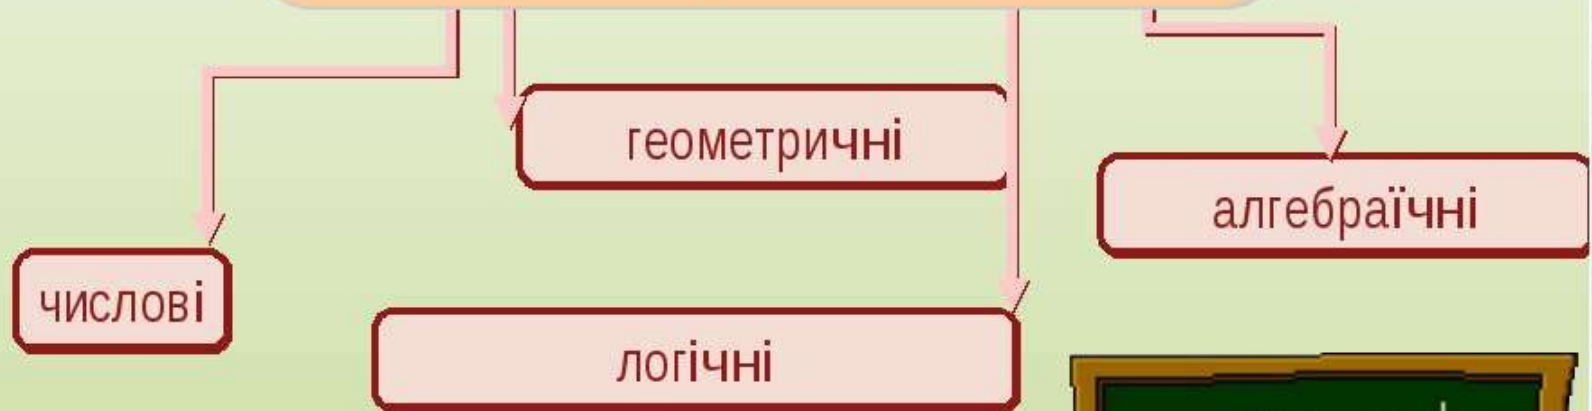 геометричні
алгебраїчні
числові
логічні